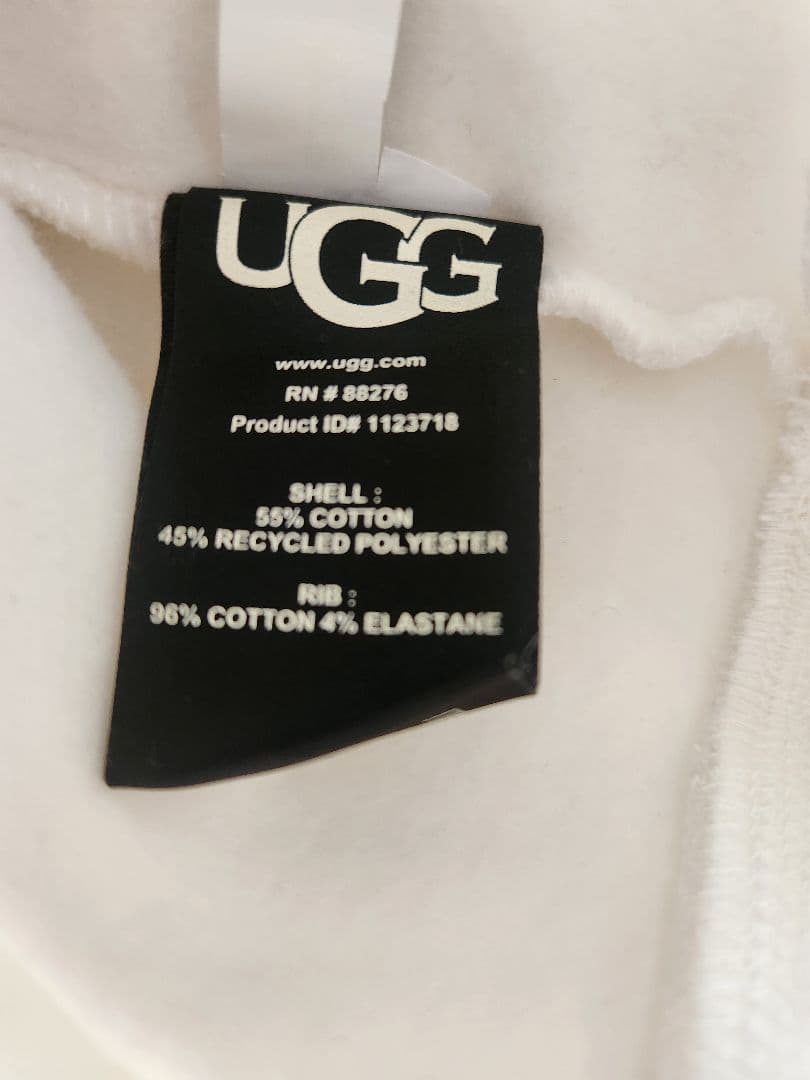 UGG
www.ugg.com
RN # 88276
Product ID# 1123718
SHELL :
55% COTTON
45% RECYCLED POLYESTER
RIB :
96% COTTON 4% ELASTANE